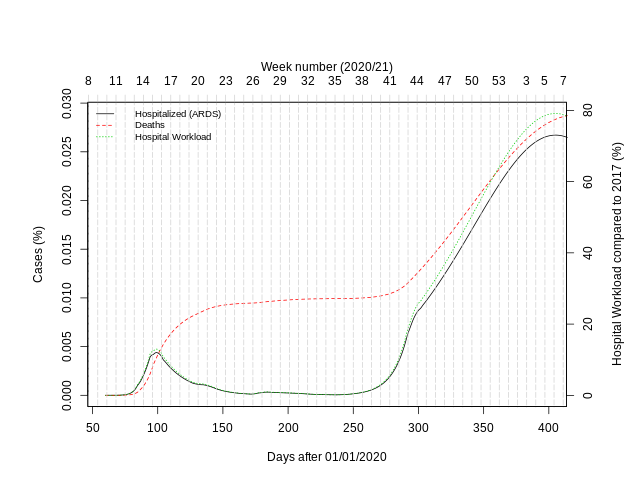 Week number (2020/21)
8 11 14 17 20 23 26 29 32 35 38 41 44 47 50 53 3 5 7
Hospitalized (ARDS)
Deaths
Hospital Workload
Cases (%)
0.000 0.005 0.010 0.015 0.020 0.025 0.030
Hospital Workload compared to 2017 (%)
0 20 40 60 80
50 100 150 200 250 300 350 400
Days after 01/01/2020